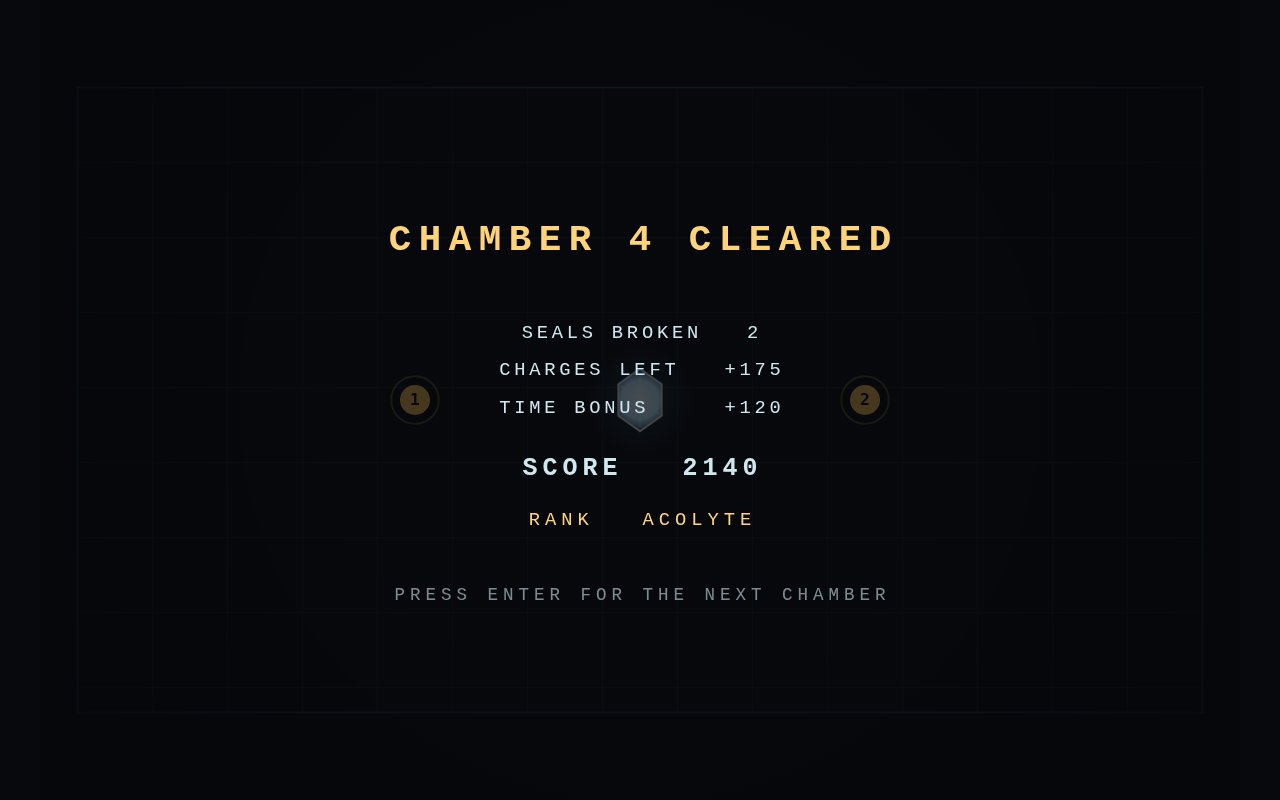 CHAMBER 4 CLEARED
SEALS BROKEN 2
CHARGES LEFT +175
1
2
TIME BONUS +120
SCORE 2140
RANK ACOLYTE
PRESS ENTER FOR THE NEXT CHAMBER